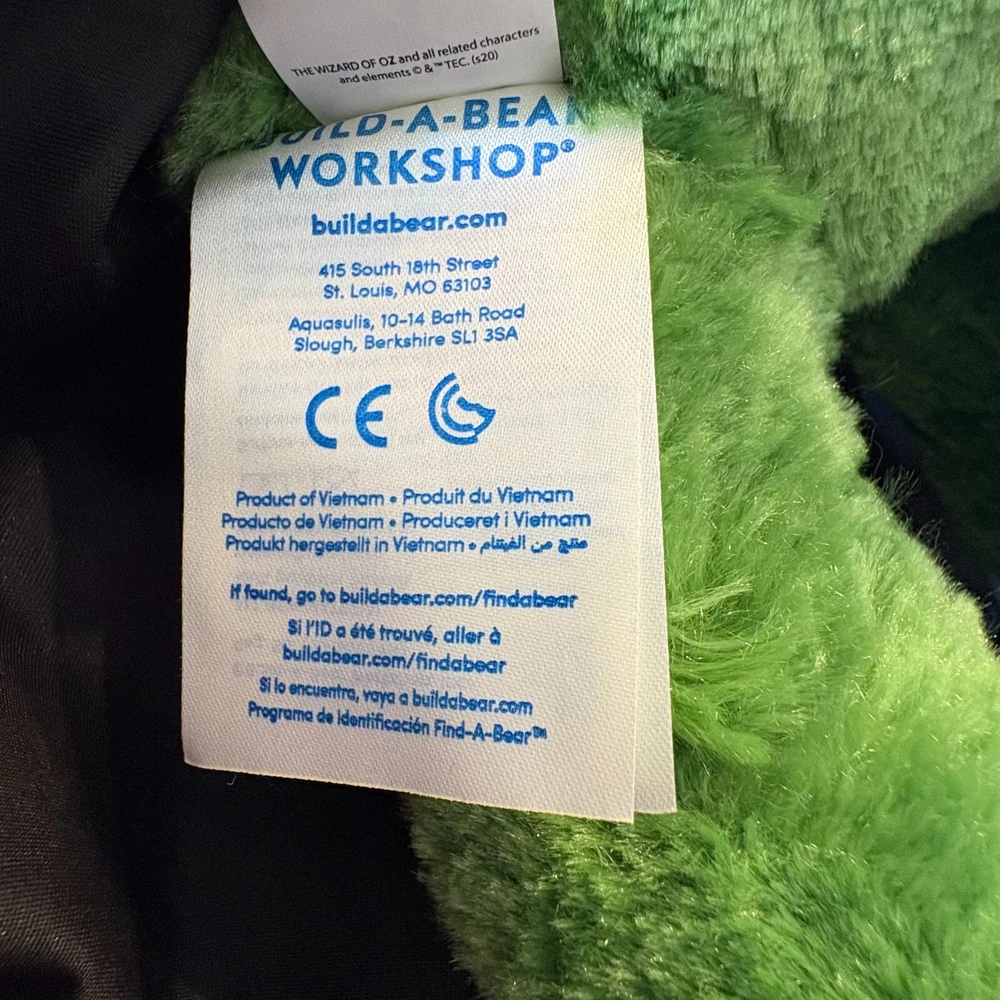 THE WIZARD OF OZ and all related characters
and elements © & ™ TEC. (s20)
BUILD-A-BEAR
WORKSHOP®
buildabear.com
415 South 18th Street
St. Louis, MO 63103
Aquasulis, 10-14 Bath Road
Slough, Berkshire SL1 3SA
CE
Product of Vietnam • Produit du Vietnam
Producto de Vietnam • Produceret i Vietnam
Produkt hergestellt in Vietnam • منتج من الفيتنام
If found, go to buildabear.com/findabear
Si l'ID a été trouvé, aller à
buildabear.com/findabear
Si lo encuentra, vaya a buildabear.com
Programa de Identificación Find-A-Bear™